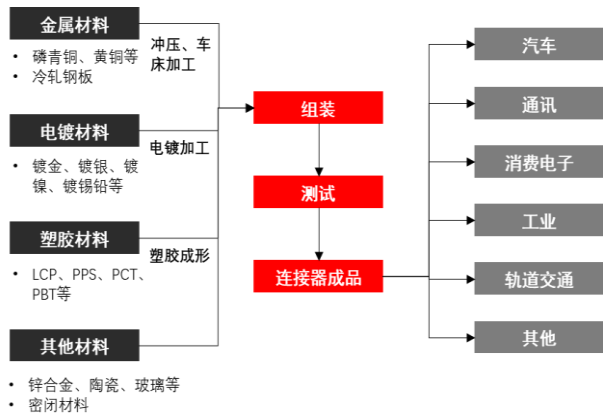 金属材料
• 磷青铜、黄铜等
• 冷轧钢板
冲压、车
床加工
电镀材料
• 镀金、镀银、镀
镍、镀锡铅等
电镀加工
塑胶材料
• LCP、PPS、PCT、
PBT等
塑胶成形
其他材料
• 锌合金、陶瓷、玻璃等
• 密闭材料
组装
测试
连接器成品
汽车
通讯
消费电子
工业
轨道交通
其他